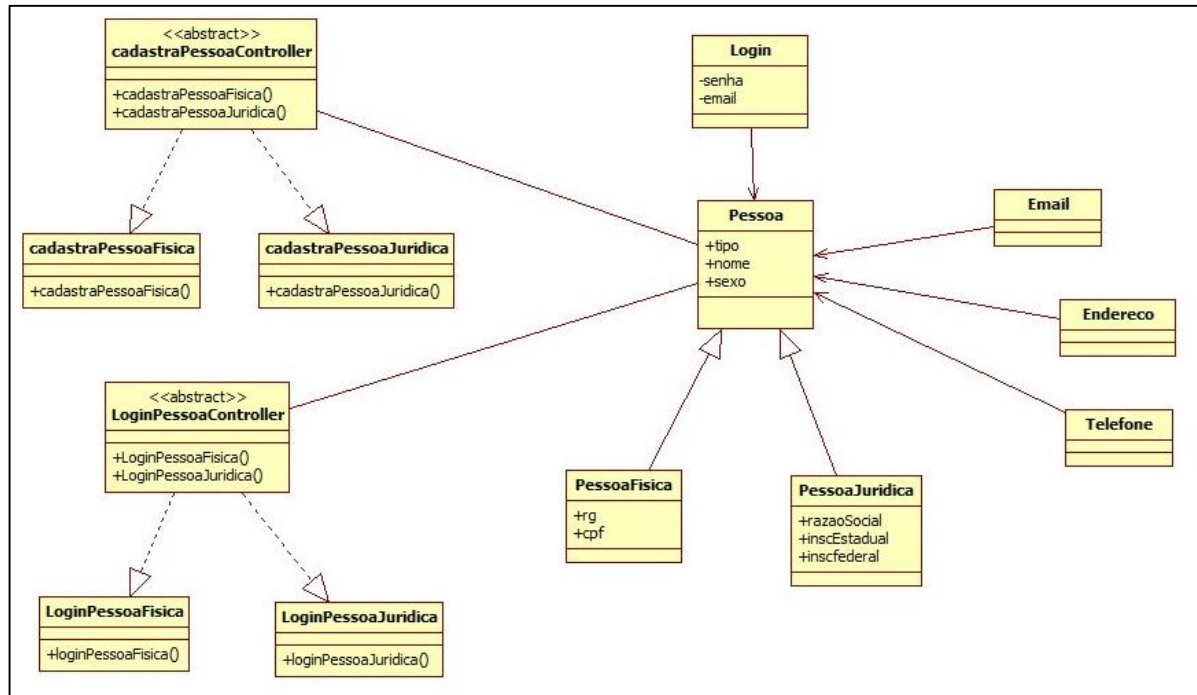 <<abstract>>
cadastraPessoaController
+cadastraPessoaFisica()
+cadastraPessoaJuridica()
cadastraPessoaFisica
+cadastraPessoaFisica()
cadastraPessoaJuridica
+cadastraPessoaJuridica()
Login
-senha
-email
Pessoa
+tipo
+nome
+sexo
Email
Endereco
Telefone
<<abstract>>
LoginPessoaController
+LoginPessoaFisica()
+LoginPessoaJuridica()
LoginPessoaFisica
+loginPessoaFisica()
LoginPessoaJuridica
+loginPessoaJuridica()
PessoaFisica
+rg
+cpf
PessoaJuridica
+razaoSocial
+inscEstadual
+inscfederal